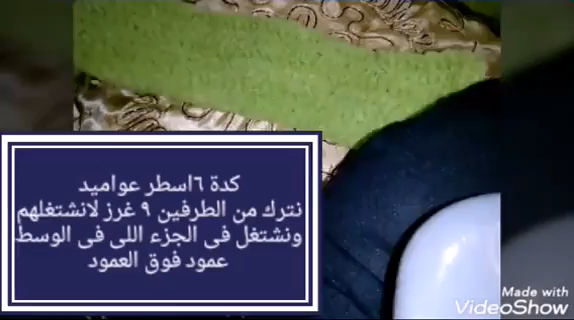 كدة ٦اسطر عواميد
نترك من الطرفين ٩ غرز لانشتغلهم
ونشتغل فى الجزء اللى فى الوسط
عمود فوق العمود
Made with
VideoShow